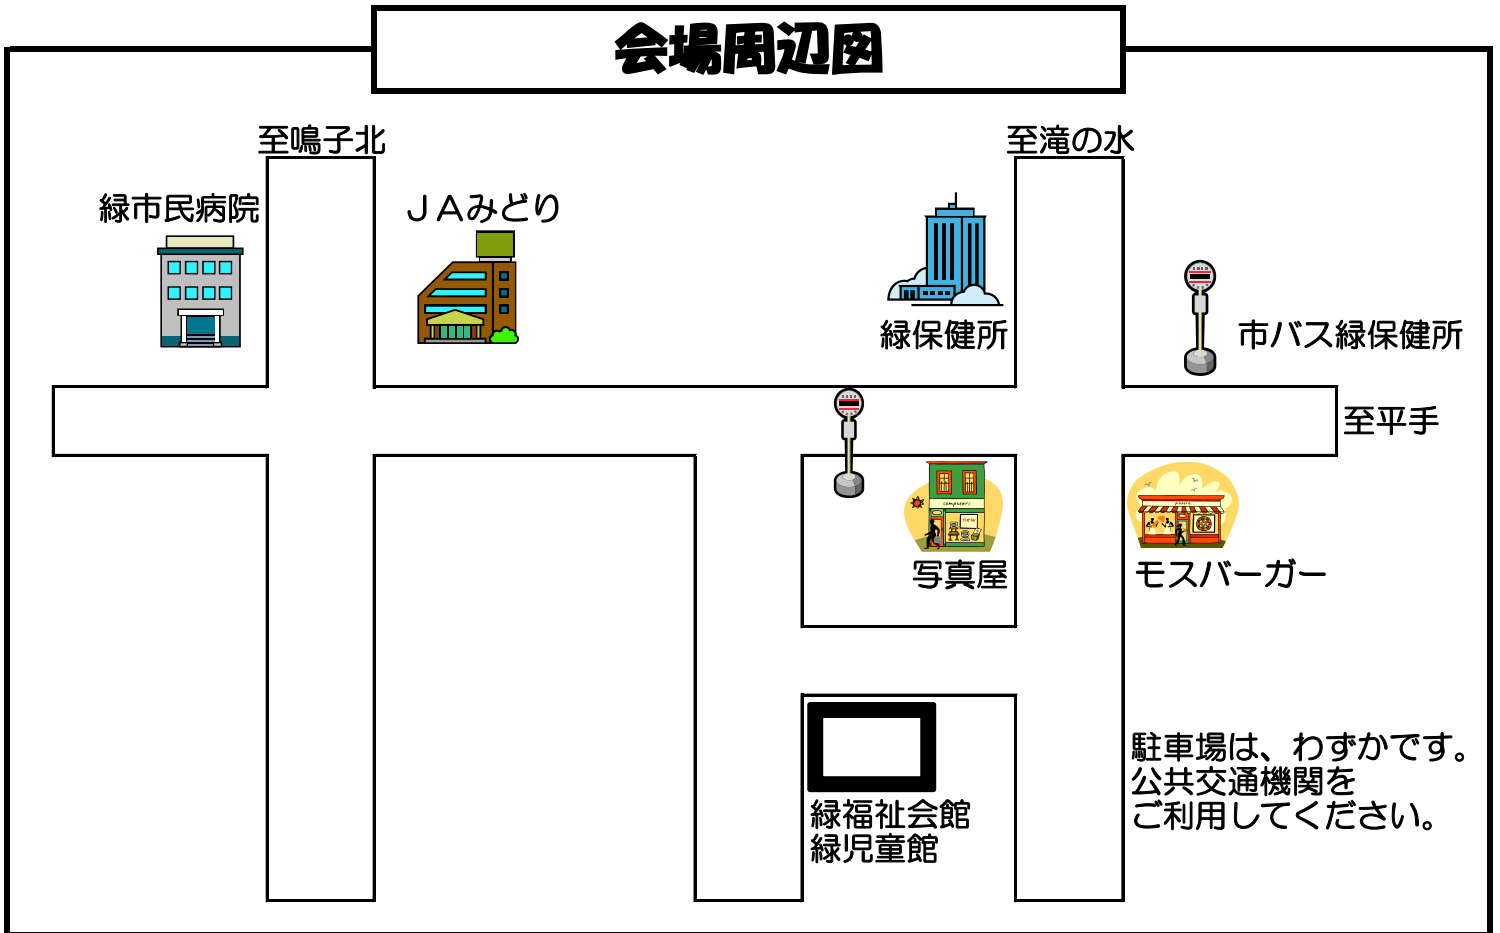 会場周辺図
至鳴子北
至滝の水
緑市民病院
ＪＡみどり
緑保健所
市バス緑保健所
至平手
写真屋
モスバーガー
駐車場は、わずかです。
公共交通機関を
ご利用してください。
緑福祉会館
緑児童館